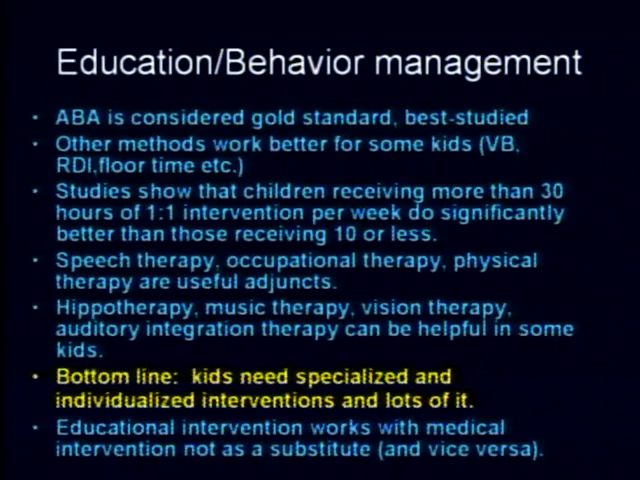 Education/Behavior management
• ABA is considered gold standard, best-studied
• Other methods work better for some kids (VB,
RDI,floor time etc.)
• Studies show that children receiving more than 30
hours of 1:1 intervention per week do significantly
better than those receiving 10 or less.
• Speech therapy, occupational therapy, physical
therapy are useful adjuncts.
• Hippotherapy, music therapy, vision therapy,
auditory integration therapy can be helpful in some
kids.
• Bottom line: kids need specialized and
individualized interventions and lots of it.
• Educational intervention works with medical
intervention not as a substitute (and vice versa).